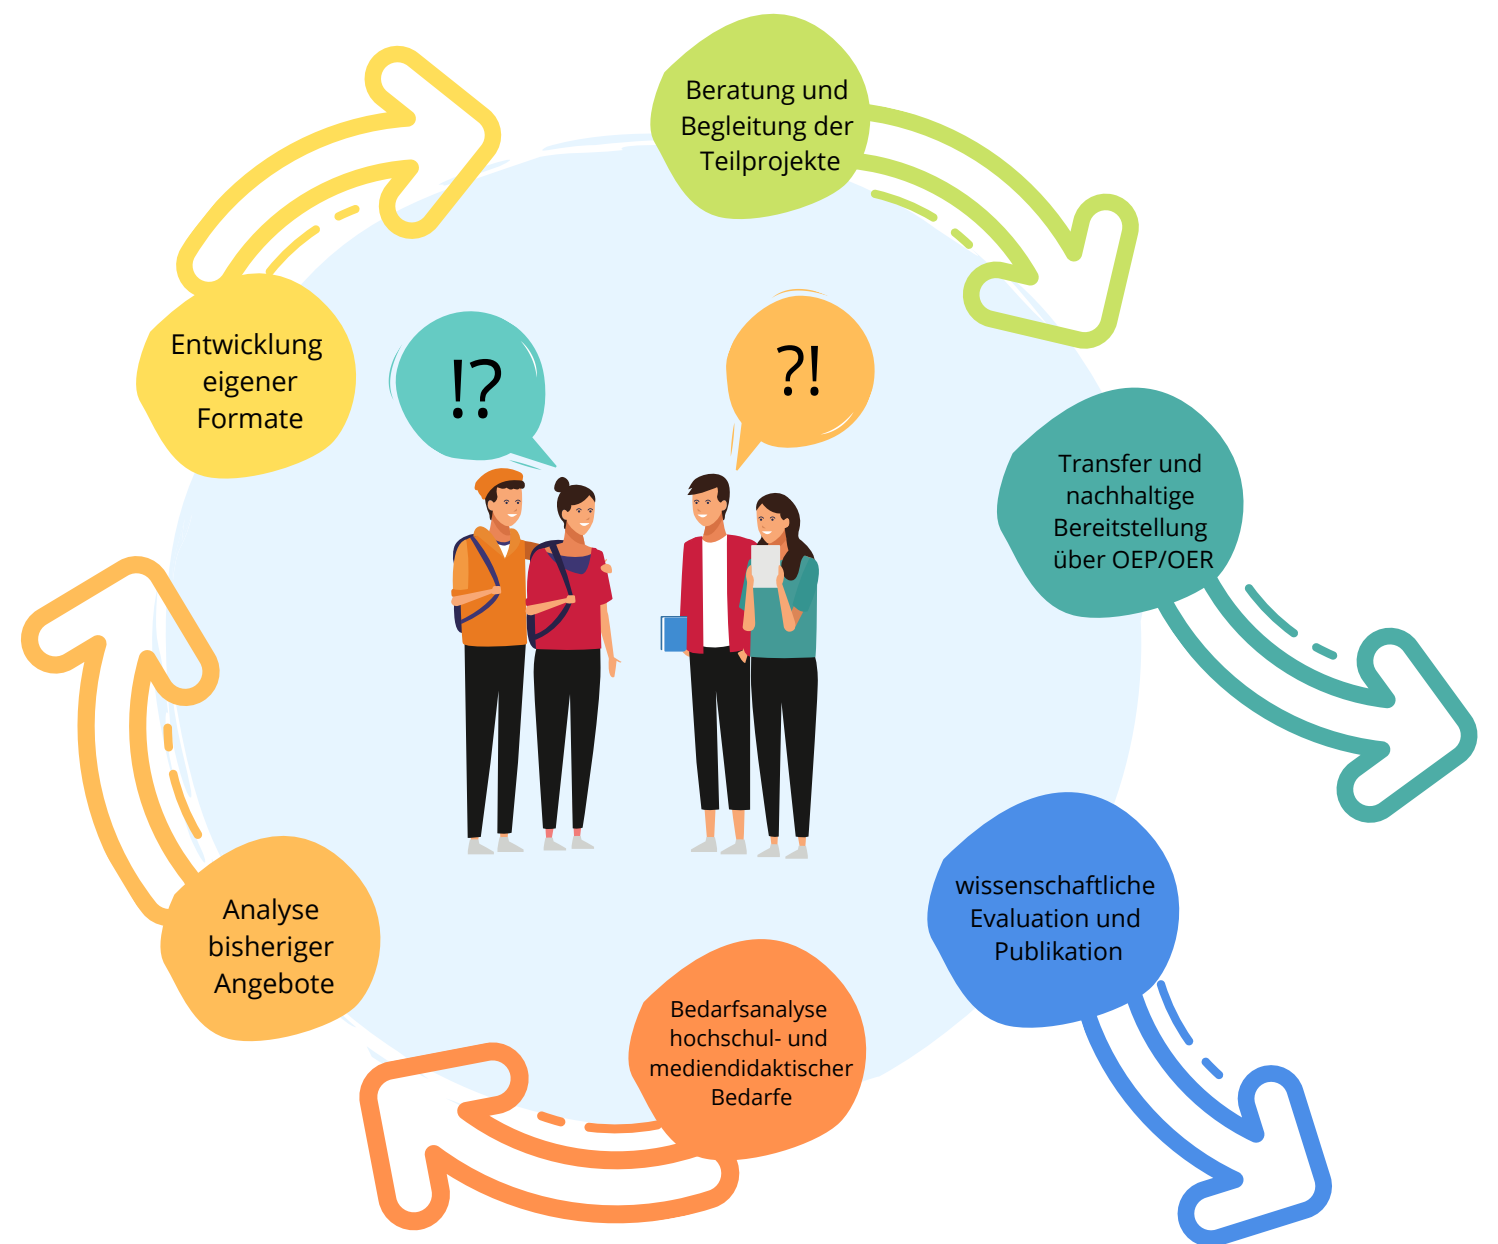 Beratung und
Begleitung der
Teilprojekte
Entwicklung
eigener
Formate
!?
?!
Transfer und
nachhaltige
Bereitstellung
über OEP/OER
Analyse
bisheriger
Angebote
wissenschaftliche
Evaluation und
Publikation
Bedarfsanalyse
hochschul- und
mediendidaktischer
Bedarfe